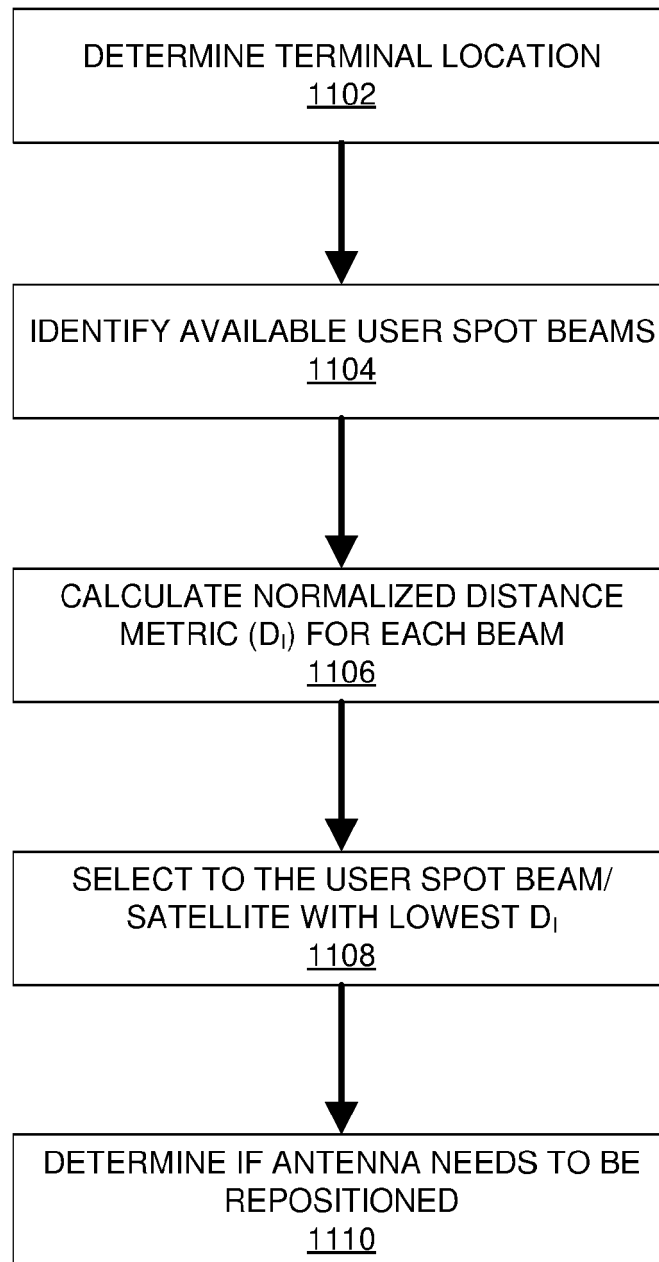 DETERMINE TERMINAL LOCATION
1102
IDENTIFY AVAILABLE USER SPOT BEAMS
1104
CALCULATE NORMALIZED DISTANCE
METRIC (Dᵢ) FOR EACH BEAM
1106
SELECT TO THE USER SPOT BEAM/
SATELLITE WITH LOWEST Dᵢ
1108
DETERMINE IF ANTENNA NEEDS TO BE
REPOSITIONED
1110